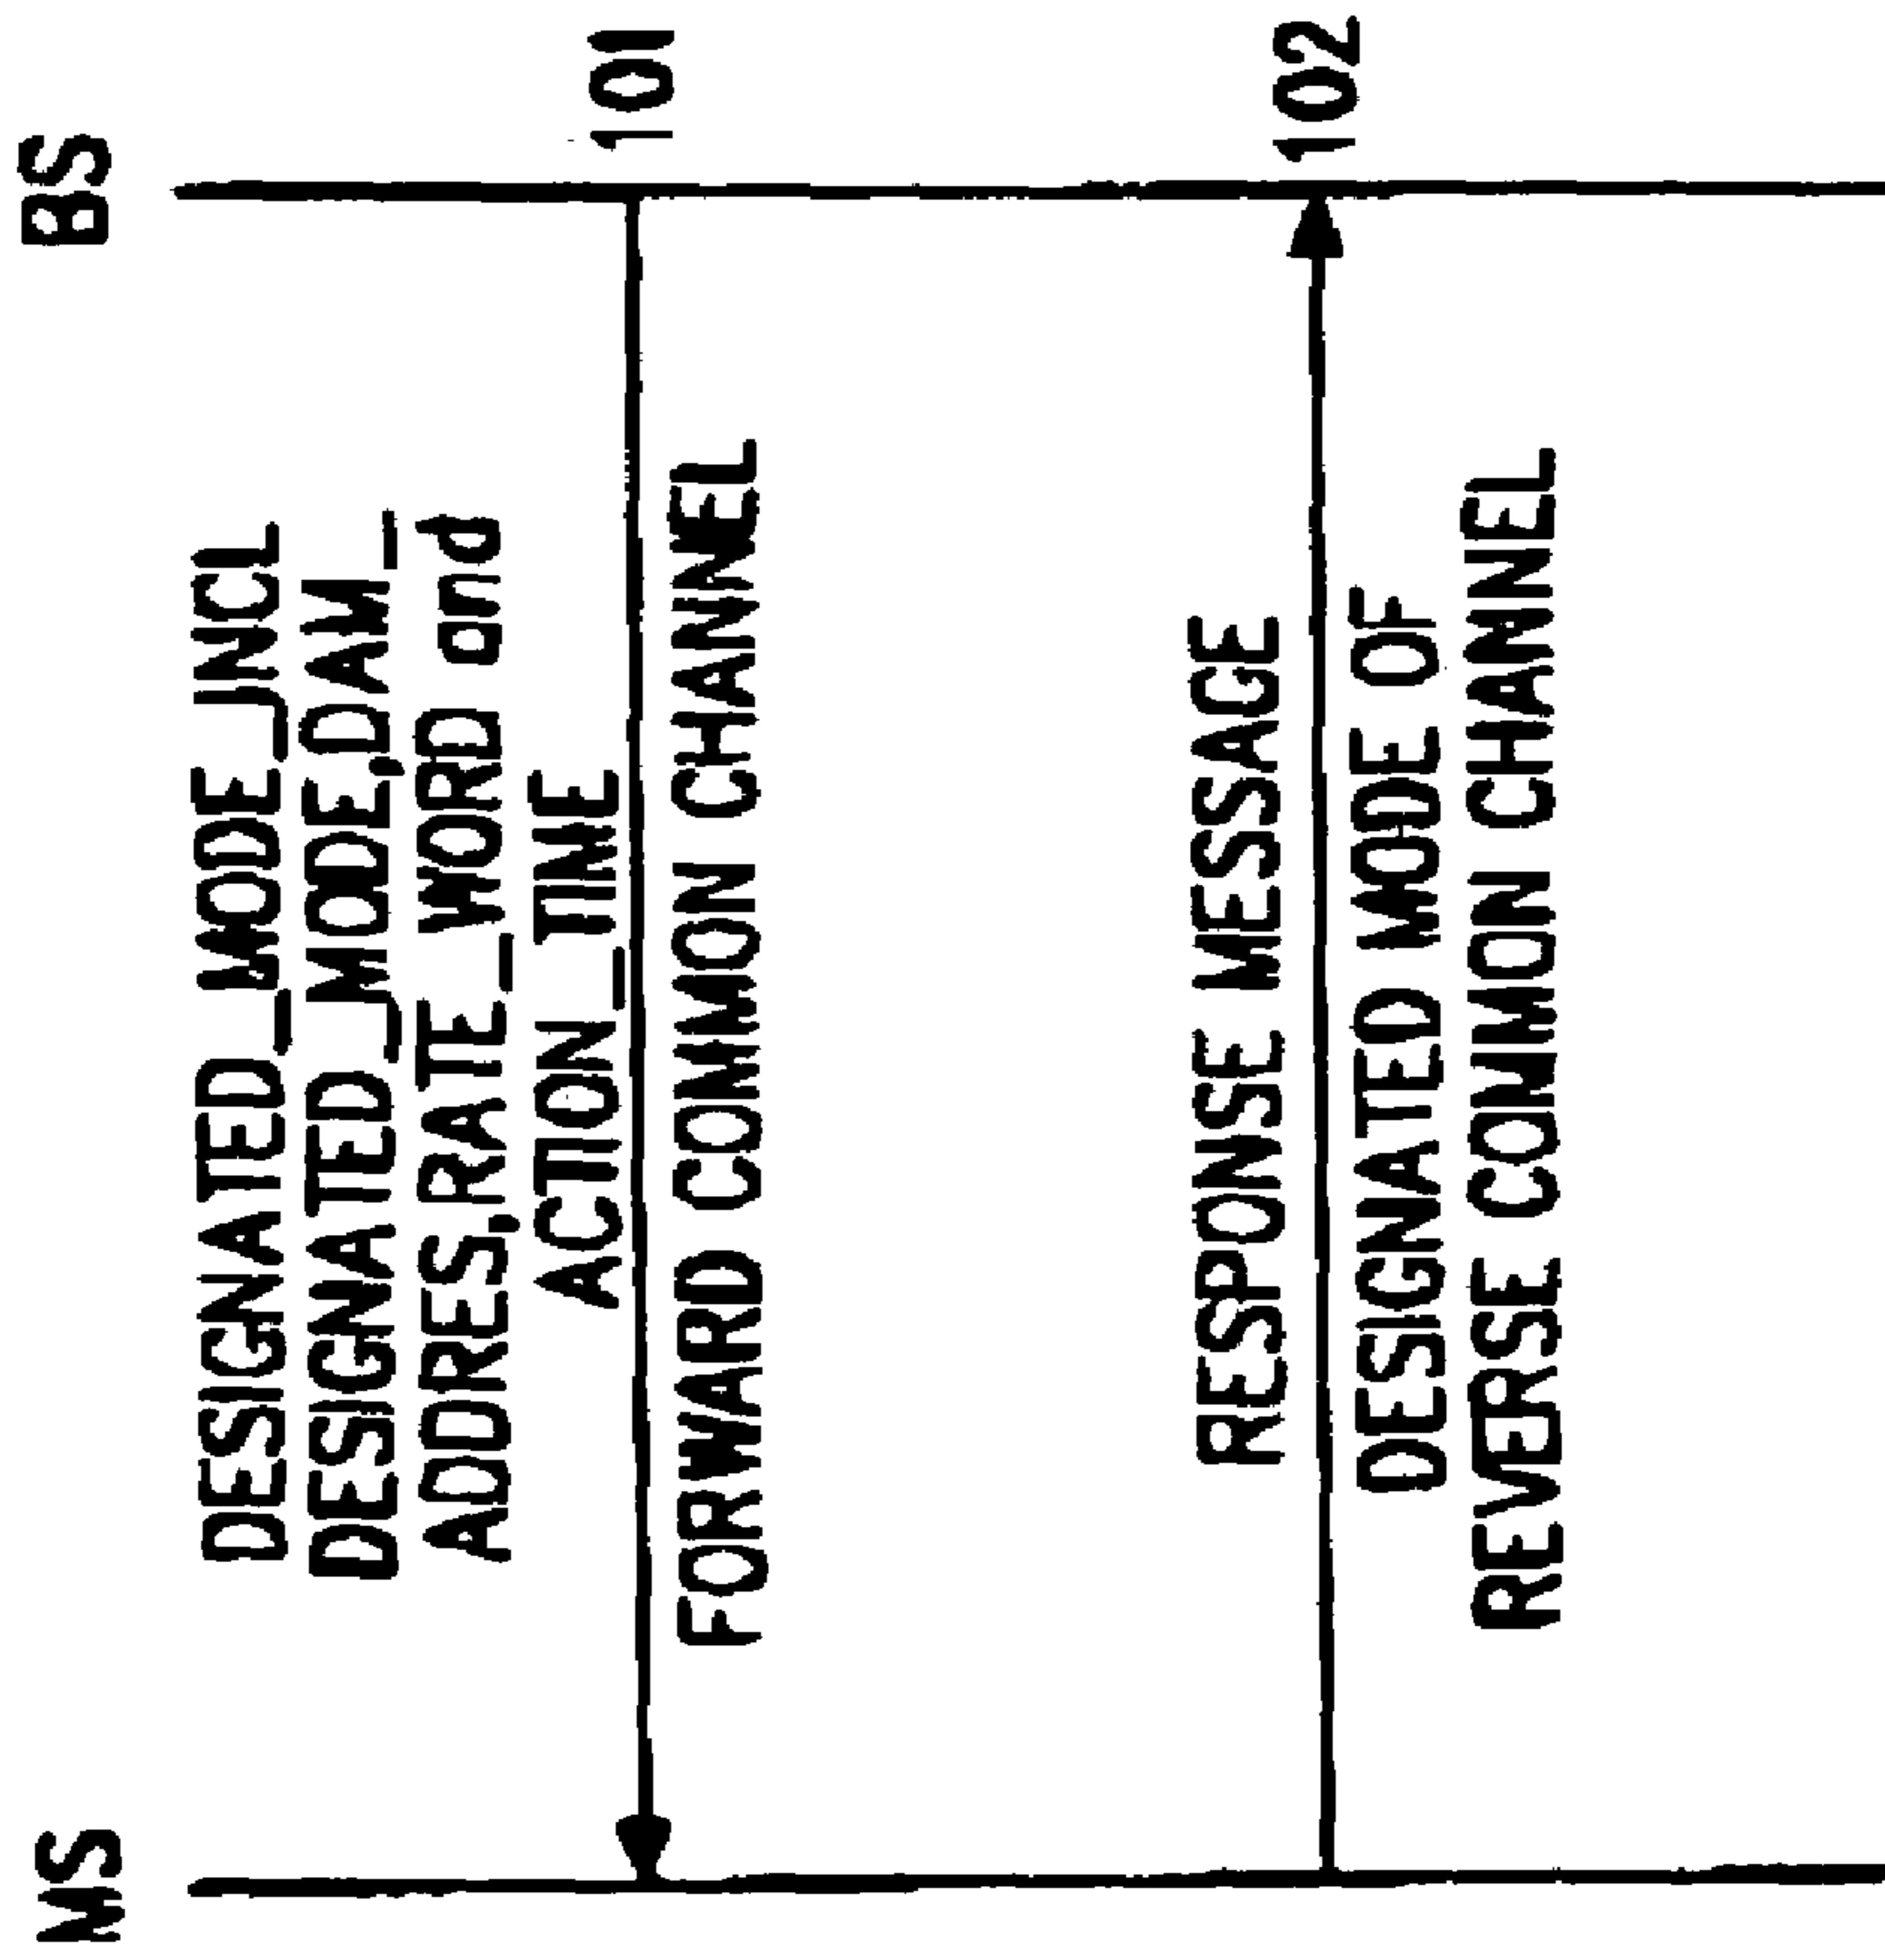 MS
BS
DESIGNATED_MODE_INCL
DESIGNATED_MODE,DAM_
ADDRES,RATE_WORD and
ACTION_TIME
101
FORWARD COMMON CHANNEL
RESPONSE MESSAGE
102
DESIGNATED MODE OF
REVERSE COMMON CHANNEL